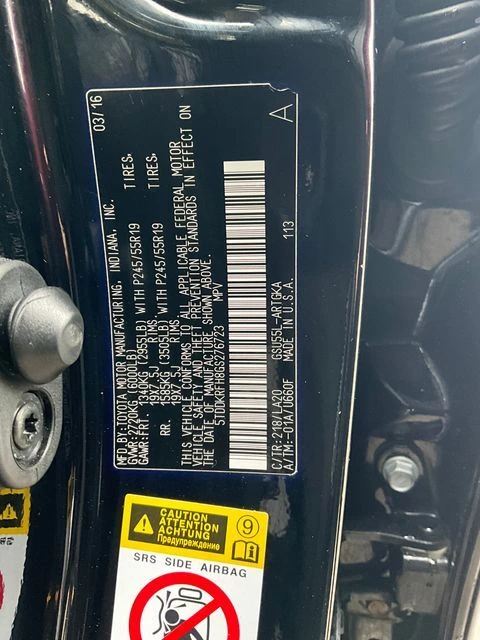 MFD.BY:TOYOTA MOTOR MANUFACTURING, INDIANA, INC. 03/16
GVWR:2720KG(6000LB)
GAWR:FRT. 1340KG (2955LB) WITH P245/55R19 TIRES,
19X7.5J RIMS
RR. 1585KG (3505LB) WITH P245/55R19 TIRES,
19X7.5J RIMS
THIS VEHICLE CONFORMS TO ALL APPLICABLE FEDERAL MOTOR
VEHICLE SAFETY AND THEFT PREVENTION STANDARDS IN EFFECT ON
THE DATE OF MANUFACTURE SHOWN ABOVE.
5TDDKRFH8GS276723 MPV
C/TR:218/LA20 GSU55L-ARTGKA
A/TM:-01A/U660F MADE IN U.S.A. 113 A
CAUTION
ATTENTION
ACHTUNG
Предупреждение
9
SRS SIDE AIRBAG